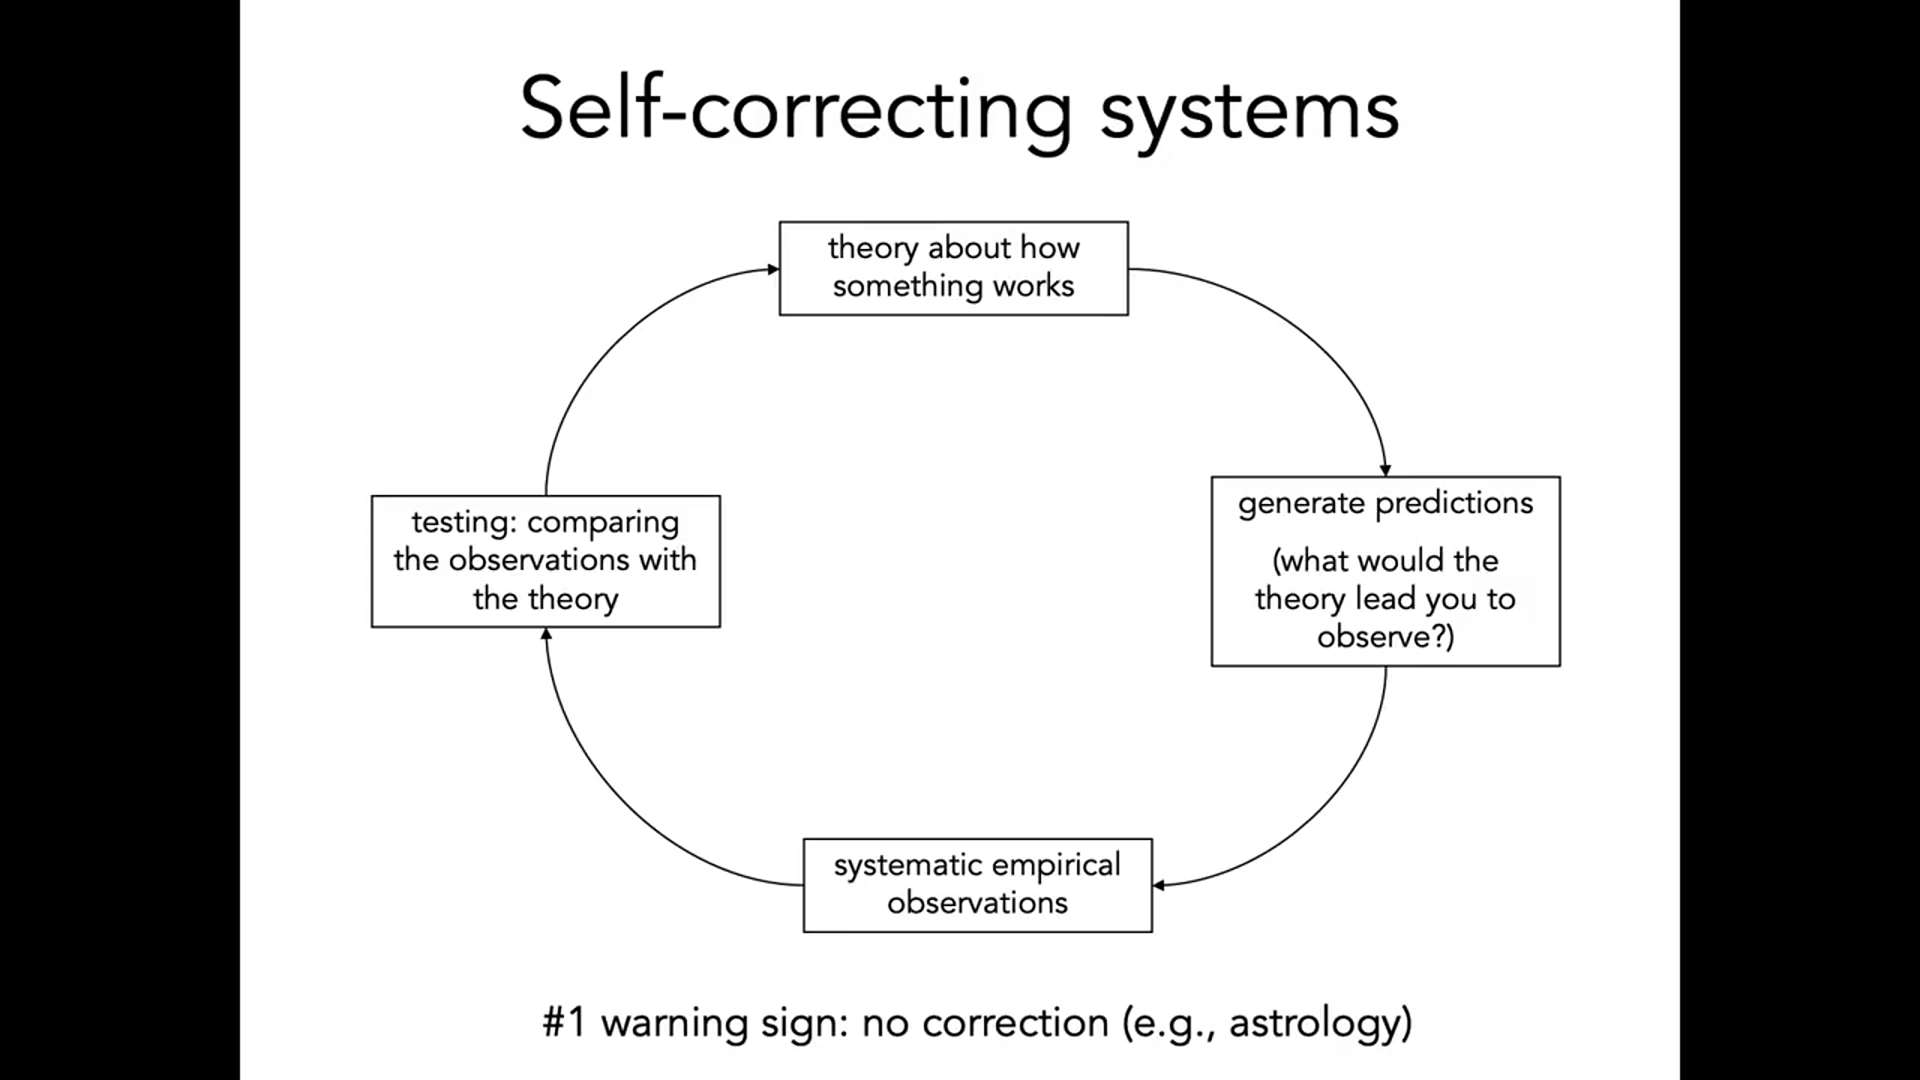 Self-correcting systems
theory about how
something works
generate predictions
(what would the
theory lead you to
observe?)
systematic empirical
observations
testing: comparing
the observations with
the theory
#1 warning sign: no correction (e.g., astrology)